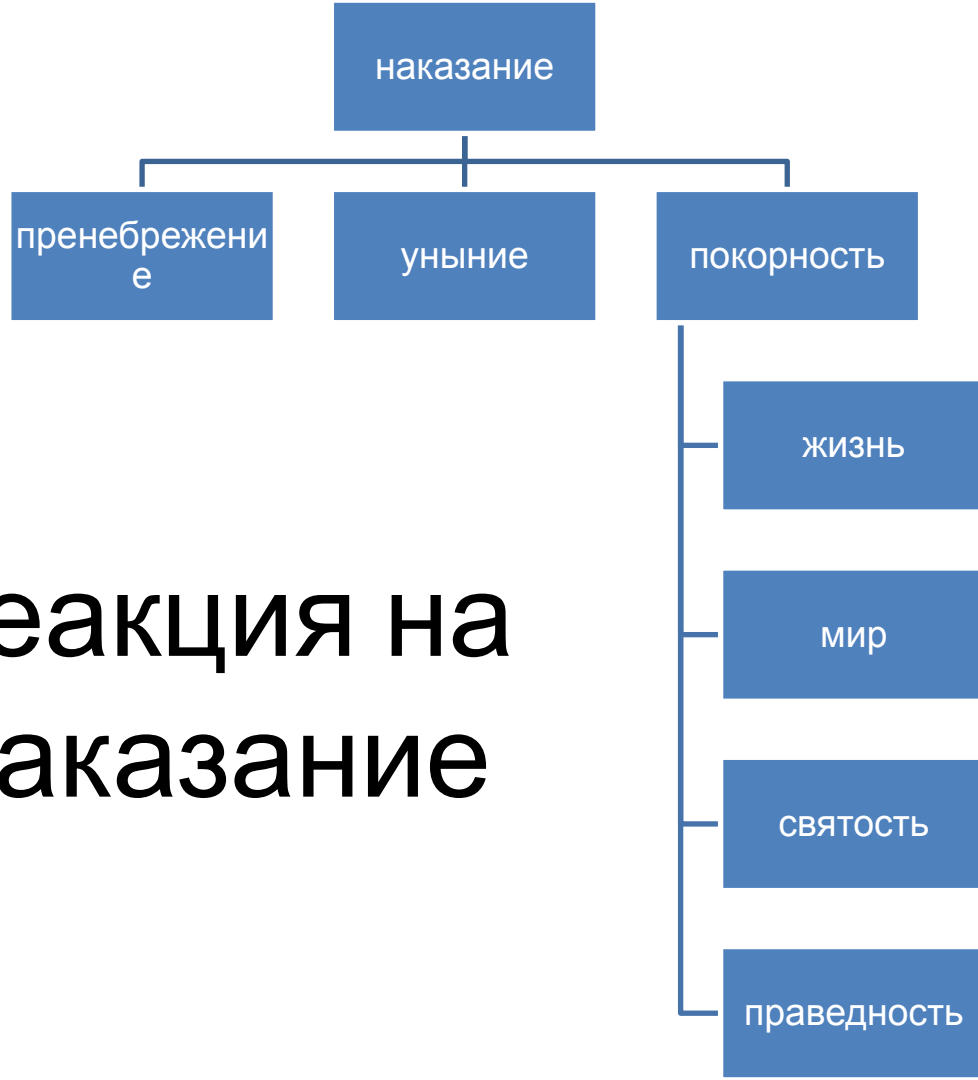 наказание
пренебрежени
е
уныние
покорность
жизнь
еакция на
мир
аказание
святость
праведность